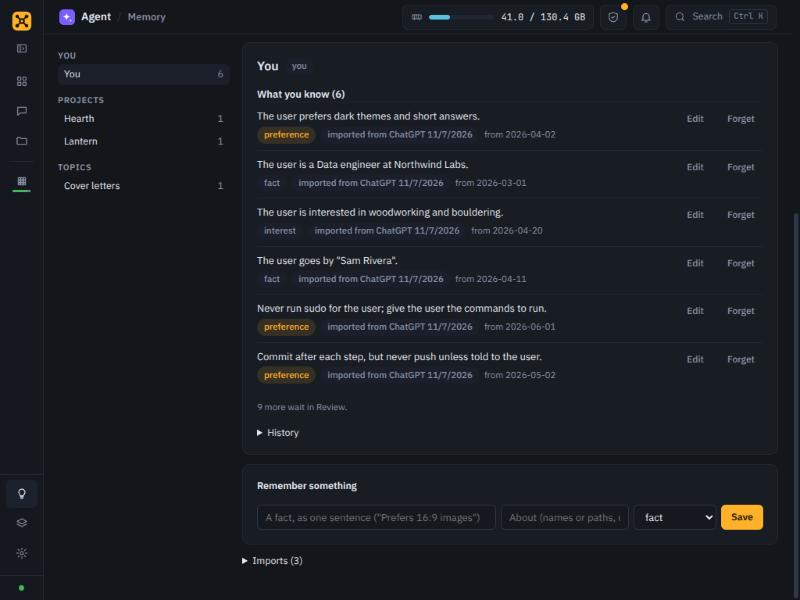 Agent / Memory
41.0 / 130.4 GB
Search Ctrl K
YOU
You 6
PROJECTS
Hearth 1
Lantern 1
TOPICS
Cover letters 1
You you
What you know (6)
The user prefers dark themes and short answers.
preference imported from ChatGPT 11/7/2026 from 2026-04-02
Edit Forget
The user is a Data engineer at Northwind Labs.
fact imported from ChatGPT 11/7/2026 from 2026-03-01
Edit Forget
The user is interested in woodworking and bouldering.
interest imported from ChatGPT 11/7/2026 from 2026-04-20
Edit Forget
The user goes by "Sam Rivera".
fact imported from ChatGPT 11/7/2026 from 2026-04-11
Edit Forget
Never run sudo for the user; give the user the commands to run.
preference imported from ChatGPT 11/7/2026 from 2026-06-01
Edit Forget
Commit after each step, but never push unless told to the user.
preference imported from ChatGPT 11/7/2026 from 2026-05-02
Edit Forget
9 more wait in Review.
History
Remember something
A fact, as one sentence ("Prefers 16:9 images") About (names or paths, fact Save
Imports (3)